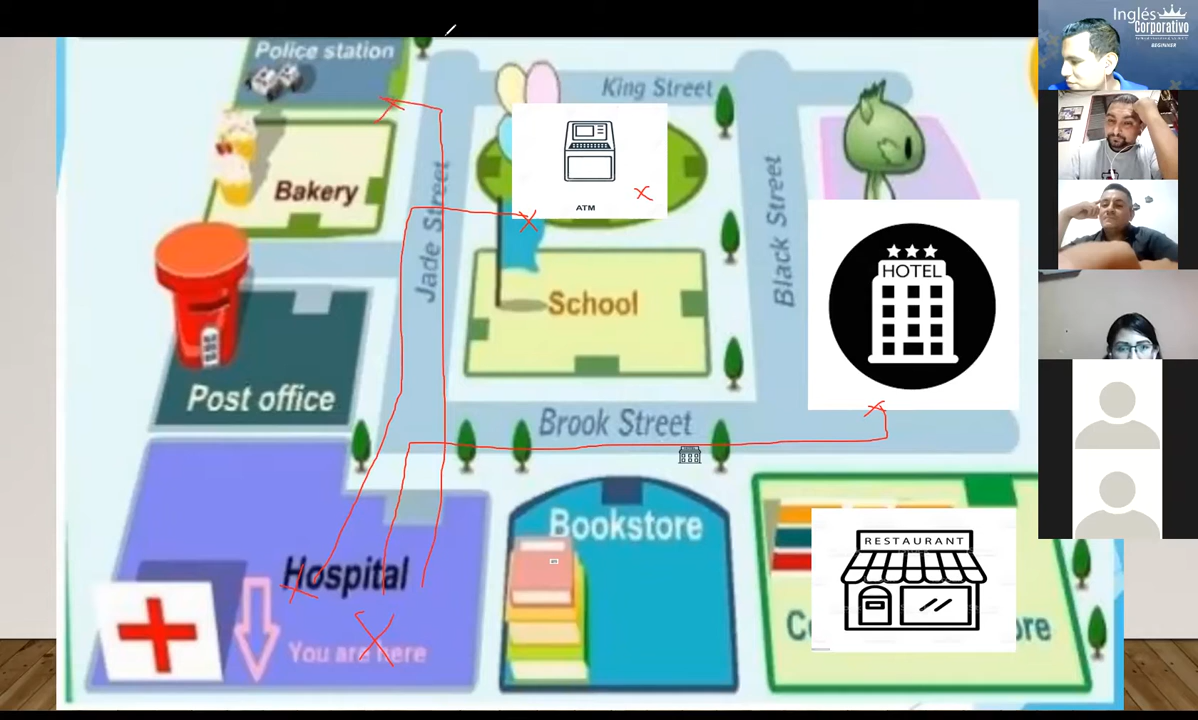 Inglés
Corporativo
BEGINNER
Police station
King Street
ATM
Bakery
Jade Street
Black Street
HOTEL
School
Post office
Brook Street
Bookstore
RESTAURANT
Hospital
You are here